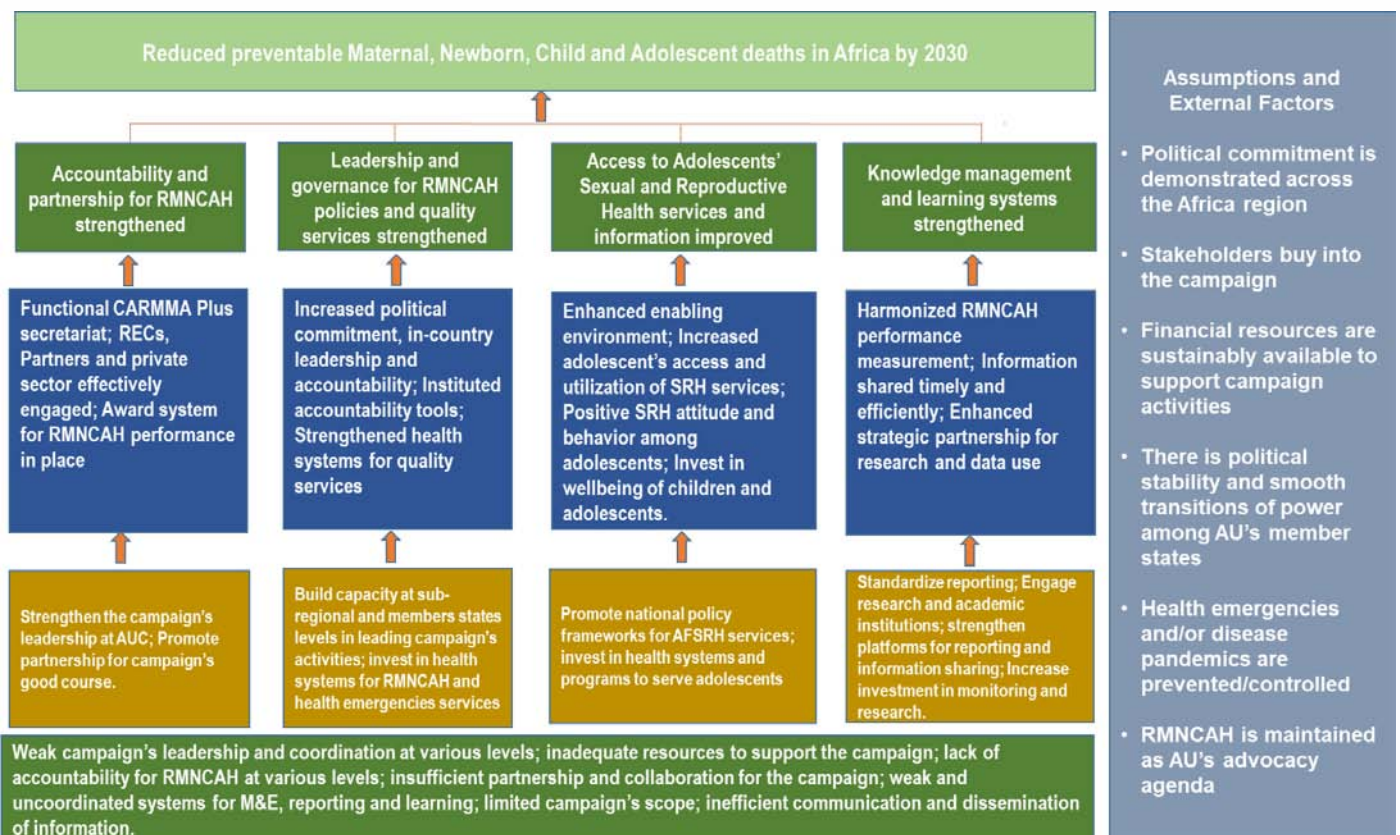 Reduced preventable Maternal, Newborn, Child and Adolescent deaths in Africa by 2030
Accountability and
partnership for RMNCAH
strengthened
Leadership and
governance for RMNCAH
policies and quality
services strengthened
Access to Adolescents'
Sexual and Reproductive
Health services and
information improved
Knowledge management
and learning systems
strengthened
Functional CARMMA Plus
secretariat; RECs,
Partners and private
sector effectively
engaged; Award system
for RMNCAH performance
in place
Increased political
commitment, in-country
leadership and
accountability; Instituted
accountability tools;
Strengthened health
systems for quality
services
Enhanced enabling
environment; Increased
adolescent's access and
utilization of SRH services;
Positive SRH attitude and
behavior among
adolescents; Invest in
wellbeing of children and
adolescents.
Harmonized RMNCAH
performance
measurement; Information
shared timely and
efficiently; Enhanced
strategic partnership for
research and data use
Strengthen the campaign's
leadership at AUC; Promote
partnership for campaign's
good course.
Build capacity at sub-
regional and members states
levels in leading campaign's
activities; invest in health
systems for RMNCAH and
health emergencies services
Promote national policy
frameworks for AFSRH services;
invest in health systems and
programs to serve adolescents
Standardize reporting; Engage
research and academic
institutions; strengthen
platforms for reporting and
information sharing; Increase
investment in monitoring and
research.
Weak campaign's leadership and coordination at various levels; inadequate resources to support the campaign; lack of
accountability for RMNCAH at various levels; insufficient partnership and collaboration for the campaign; weak and
uncoordinated systems for M&E, reporting and learning; limited campaign's scope; inefficient communication and dissemination
of information.
Assumptions and
External Factors
• Political commitment is
demonstrated across
the Africa region
• Stakeholders buy into
the campaign
• Financial resources are
sustainably available to
support campaign
activities
• There is political
stability and smooth
transitions of power
among AU's member
states
• Health emergencies
and/or disease
pandemics are
prevented/controlled
• RMNCAH is maintained
as AU's advocacy
agenda